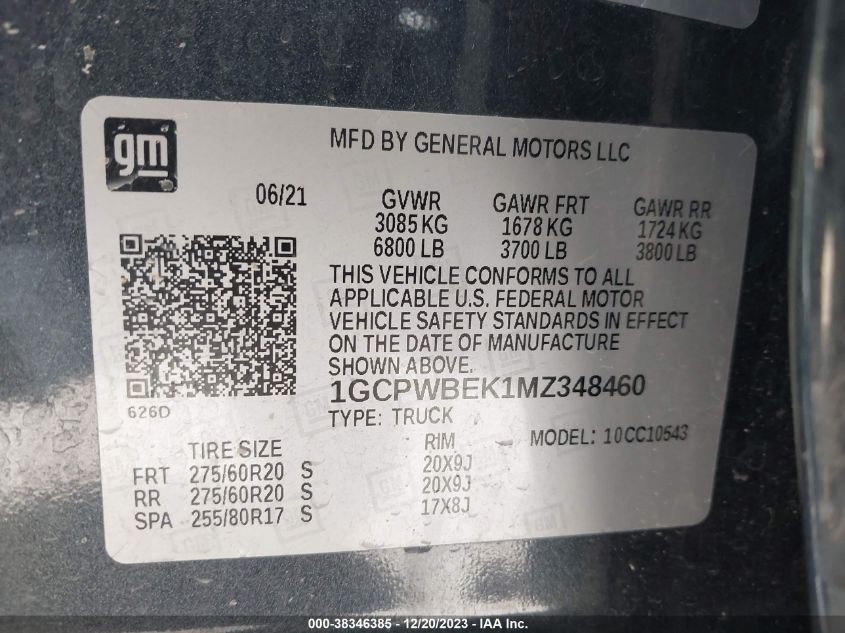 gm
MFD BY GENERAL MOTORS LLC
06/21 GVWR GAWR FRT GAWR RR
3085 KG 1678 KG 1724 KG
6800 LB 3700 LB 3800 LB
THIS VEHICLE CONFORMS TO ALL
APPLICABLE U.S. FEDERAL MOTOR
VEHICLE SAFETY STANDARDS IN EFFECT
ON THE DATE OF MANUFACTURE
SHOWN ABOVE.
1GCPWBEK1MZ348460
626D
TYPE: TRUCK
MODEL: 10CC10543
TIRE SIZE RIM
FRT 275/60R20 S 20X9J
RR 275/60R20 S 20X9J
SPA 255/80R17 S 17X8J
000-38346385 - 12/20/2023 - IAA Inc.